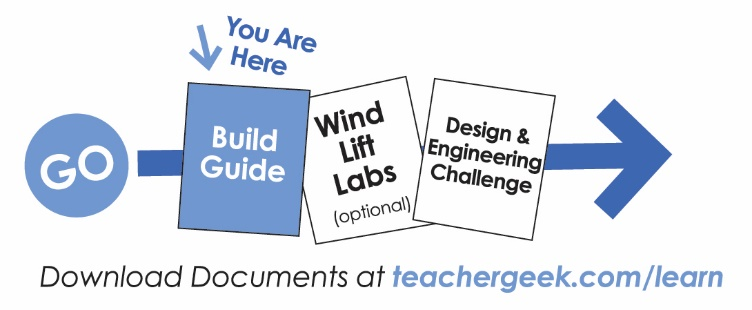 You Are
Here
GO
Build
Guide
Wind
Lift
Labs
(optional)
Design &
Engineering
Challenge
Download Documents at teachergeek.com/learn